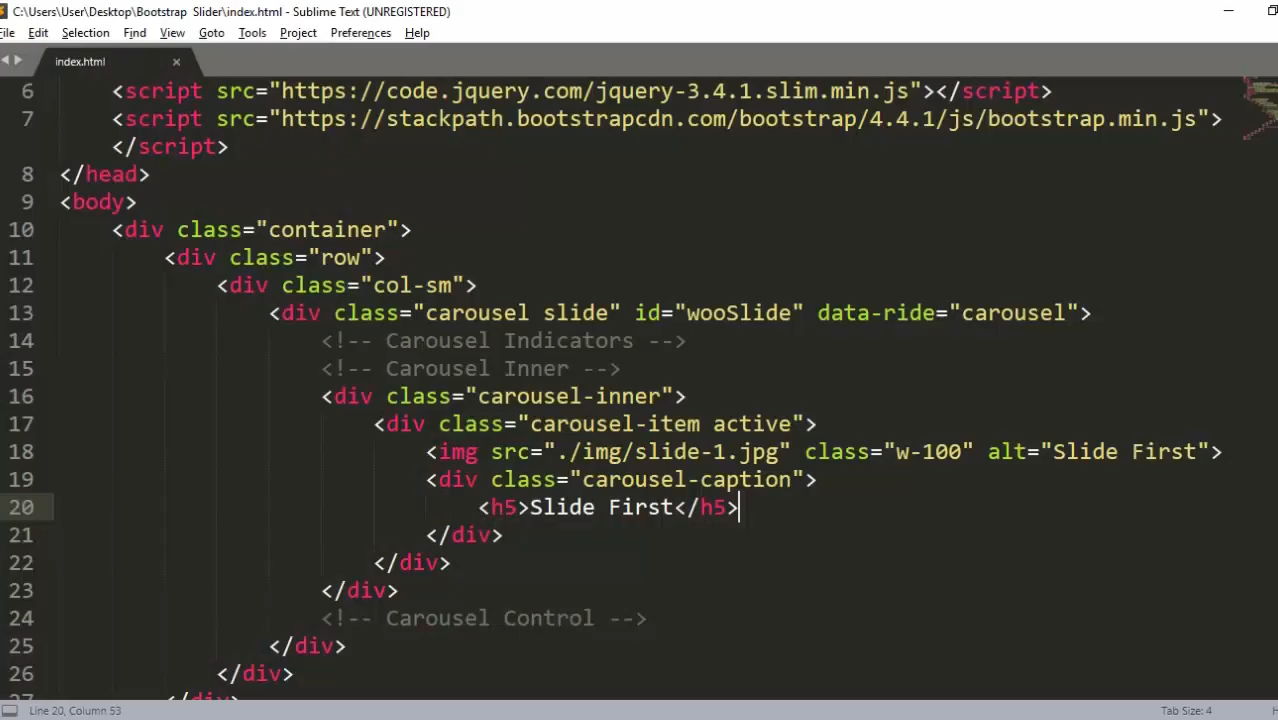 C:\Users\User\Desktop\Bootstrap Slider\index.html - Sublime Text (UNREGISTERED)
File Edit Selection Find View Goto Tools Project Preferences Help
index.html ×
6 <script src="https://code.jquery.com/jquery-3.4.1.slim.min.js"></script>
7 <script src="https://stackpath.bootstrapcdn.com/bootstrap/4.4.1/js/bootstrap.min.js">
</script>
8 </head>
9 <body>
10 <div class="container">
11 <div class="row">
12 <div class="col-sm">
13 <div class="carousel slide" id="wooSlide" data-ride="carousel">
14 <!-- Carousel Indicators -->
15 <!-- Carousel Inner -->
16 <div class="carousel-inner">
17 <div class="carousel-item active">
18 <img src="./img/slide-1.jpg" class="w-100" alt="Slide First">
19 <div class="carousel-caption">
20 <h5>Slide First</h5>
21 </div>
22 </div>
23 </div>
24 <!-- Carousel Control -->
25 </div>
26 </div>
27 </div>
Line 20, Column 53
Tab Size: 4